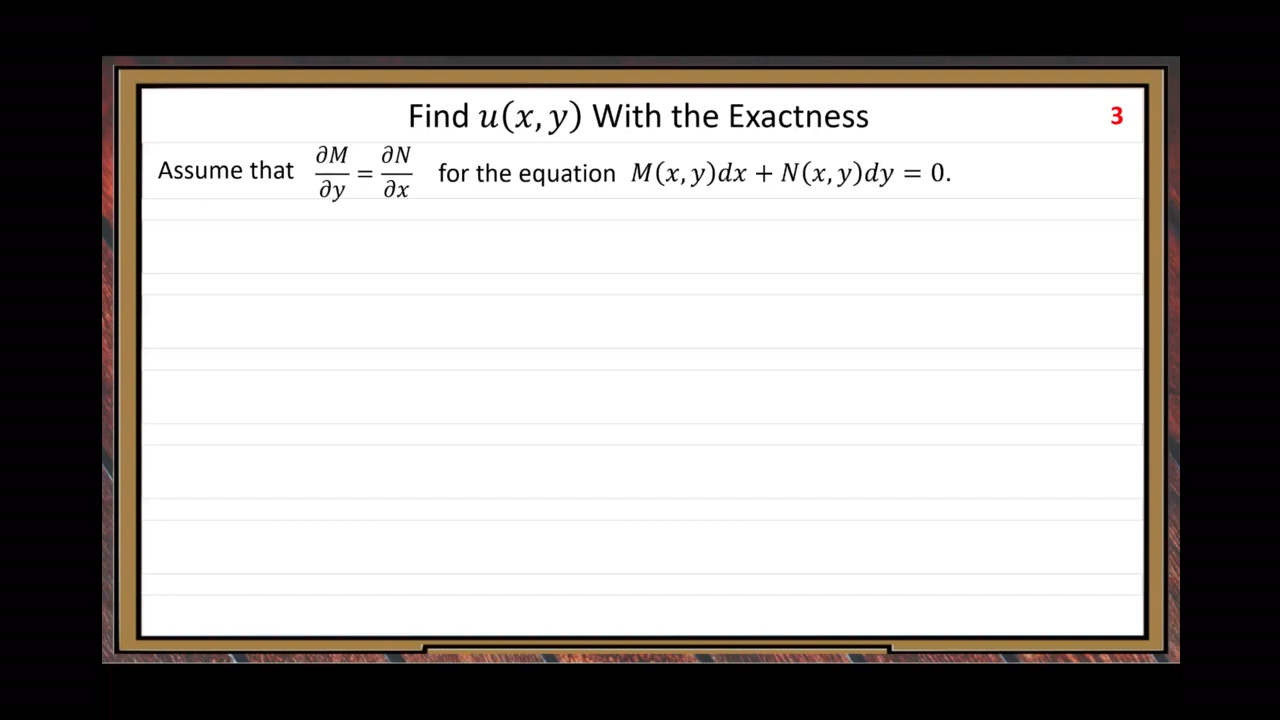 Find u(x, y) With the Exactness
3
Assume that ∂M/∂y = ∂N/∂x for the equation M(x, y)dx + N(x, y)dy = 0.